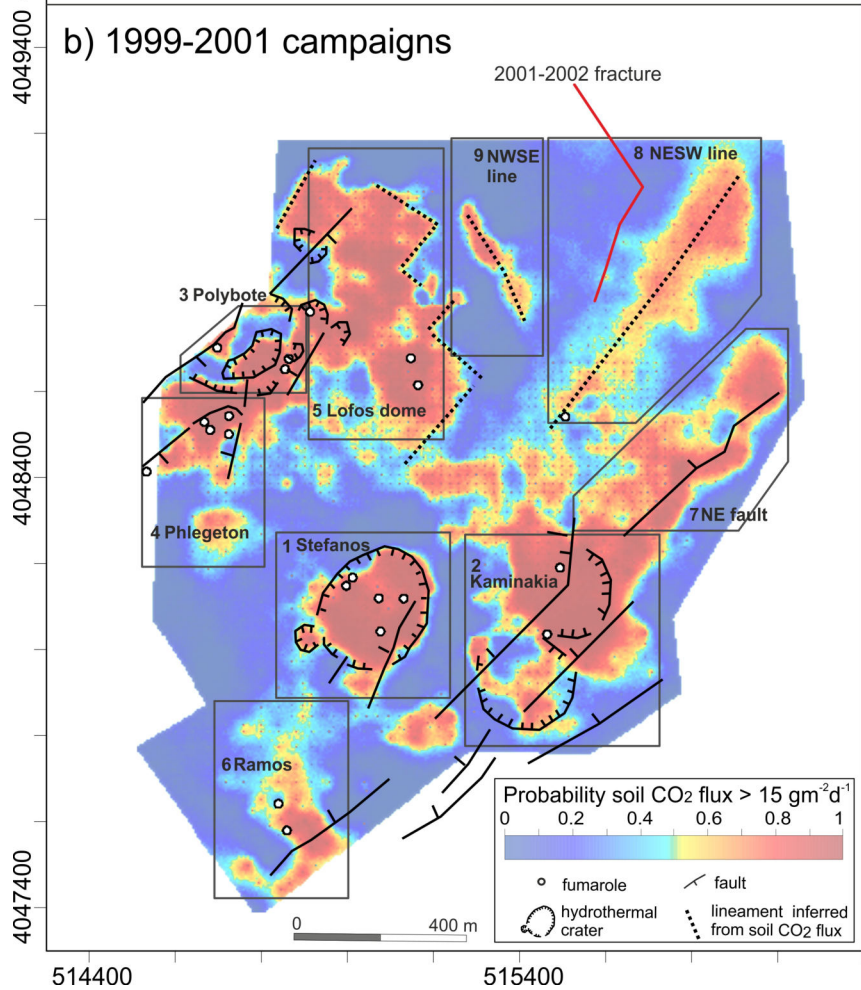 b) 1999-2001 campaigns
4049400
2001-2002 fracture
9 NWSE
line
8 NESW line
3 Polybote
5 Lofos dome
4048400
4 Phlegeton
7 NE fault
1 Stefanos
2
Kaminakia
6 Ramos
Probability soil CO2 flux > 15 gm-2d-1
0 0.2 0.4 0.6 0.8 1
fumarole
fault
hydrothermal
crater
lineament inferred
from soil CO2 flux
4047400
0 400 m
514400
515400